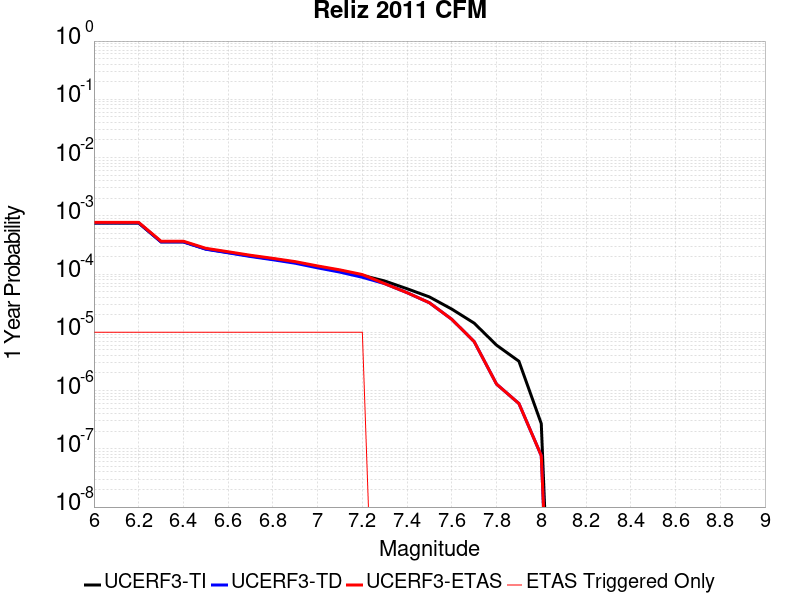 Reliz 2011 CFM
10^0
10^-1
10^-2
10^-3
10^-4
10^-5
10^-6
10^-7
10^-8
1 Year Probability
6 6.2 6.4 6.6 6.8 7 7.2 7.4 7.6 7.8 8 8.2 8.4 8.6 8.8 9
Magnitude
UCERF3-TI UCERF3-TD UCERF3-ETAS ETAS Triggered Only